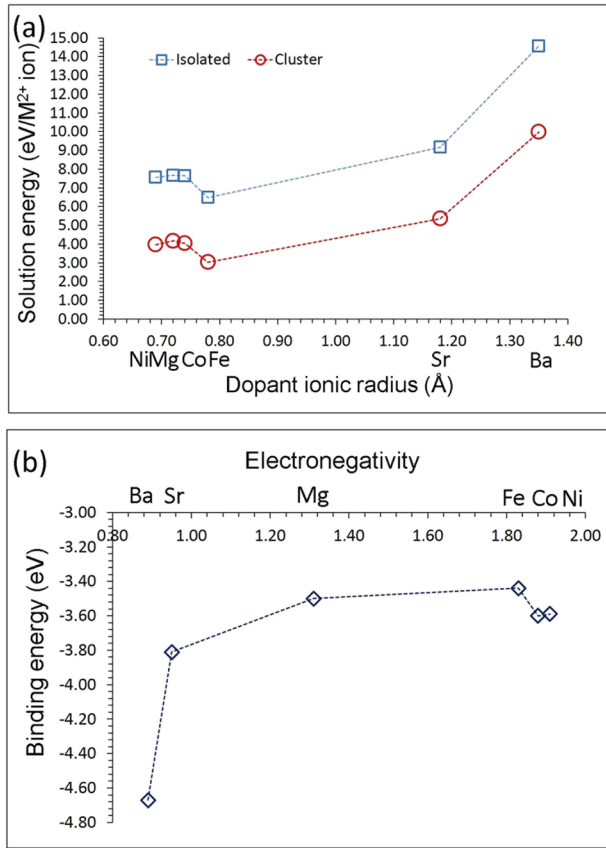 (a)
15.00
14.00
13.00
12.00
11.00
10.00
9.00
8.00
7.00
6.00
5.00
4.00
3.00
2.00
1.00
0.00
Solution energy (eV/M²⁺ ion)
Isolated Cluster
0.60 0.70 0.80 0.90 1.00 1.10 1.20 1.30 1.40
NiMg CoFe Sr Ba
Dopant ionic radius (Å)
(b)
Electronegativity
Ba Sr Mg Fe Co Ni
-3.00
0.80 1.00 1.20 1.40 1.60 1.80 2.00
-3.20
-3.40
-3.60
-3.80
-4.00
-4.20
-4.40
-4.60
-4.80
Binding energy (eV)